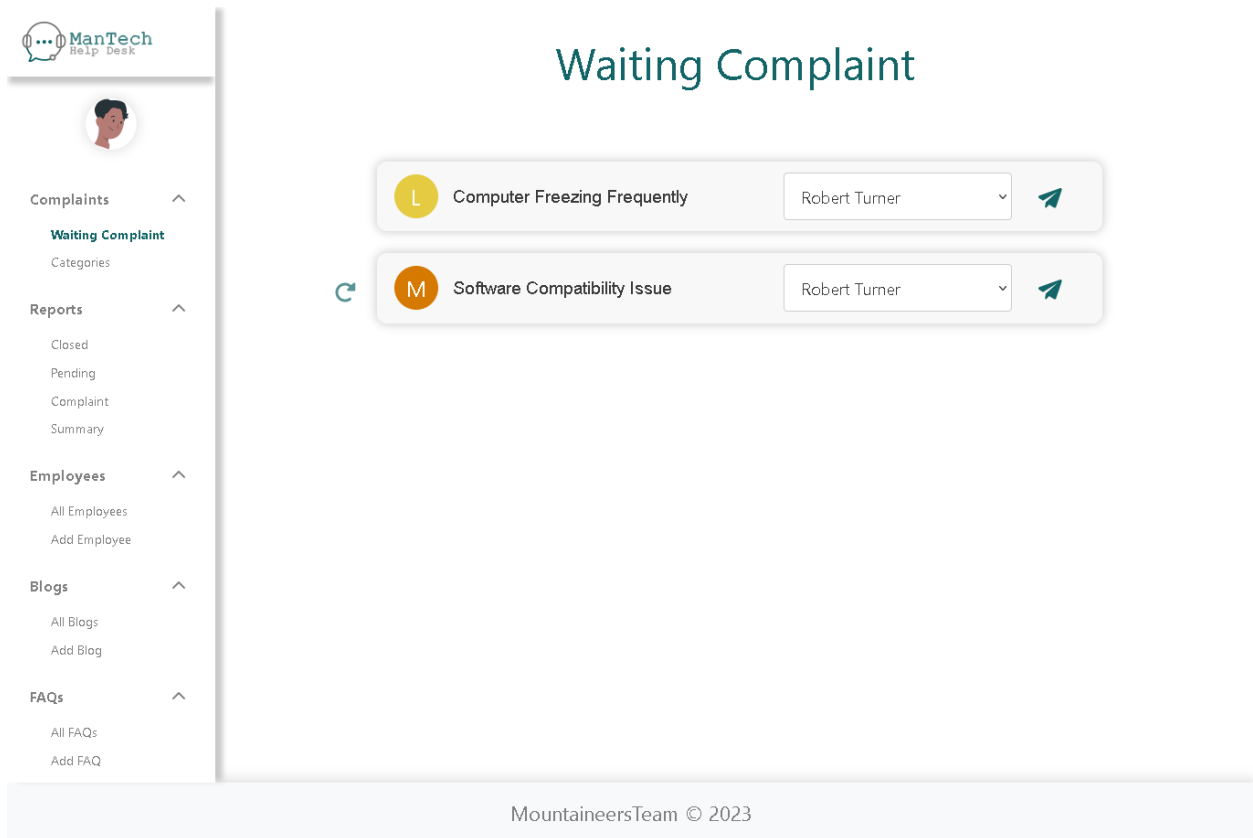 ManTech
Help Desk
Waiting Complaint
Complaints
Waiting Complaint
Categories
Reports
Closed
Pending
Complaint
Summary
Employees
All Employees
Add Employee
Blogs
All Blogs
Add Blog
FAQs
All FAQs
Add FAQ
L Computer Freezing Frequently Robert Turner
M Software Compatibility Issue Robert Turner
MountaineersTeam © 2023